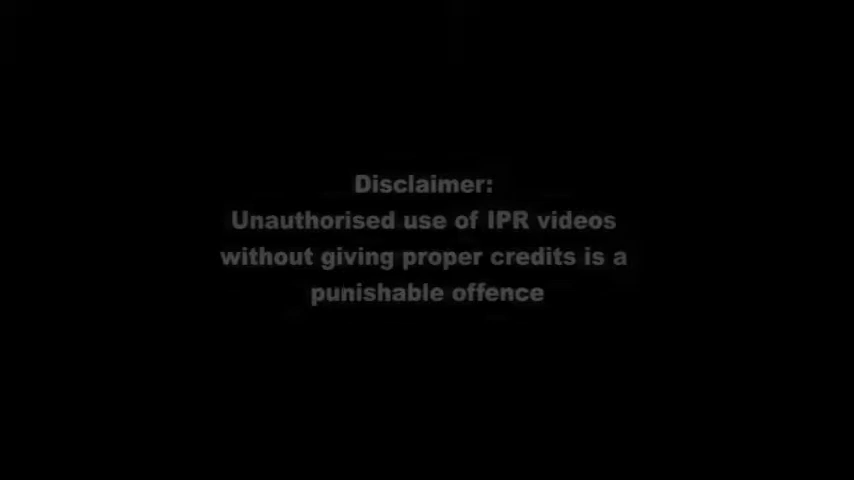 Disclaimer:
Unauthorised use of IPR videos
without giving proper credits is a
punishable offence